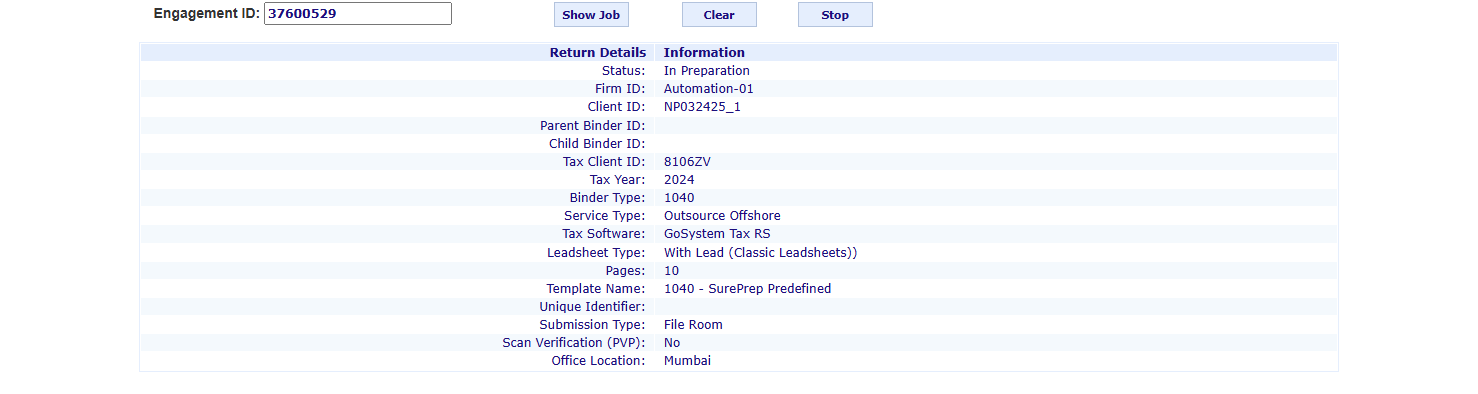 Engagement ID: 37600529 Show Job Clear Stop
Return Details Information
Status: In Preparation
Firm ID: Automation-01
Client ID: NP032425_1
Parent Binder ID:
Child Binder ID:
Tax Client ID: 8106ZV
Tax Year: 2024
Binder Type: 1040
Service Type: Outsource Offshore
Tax Software: GoSystem Tax RS
Leadsheet Type: With Lead (Classic Leadsheets))
Pages: 10
Template Name: 1040 - SurePrep Predefined
Unique Identifier:
Submission Type: File Room
Scan Verification (PVP): No
Office Location: Mumbai